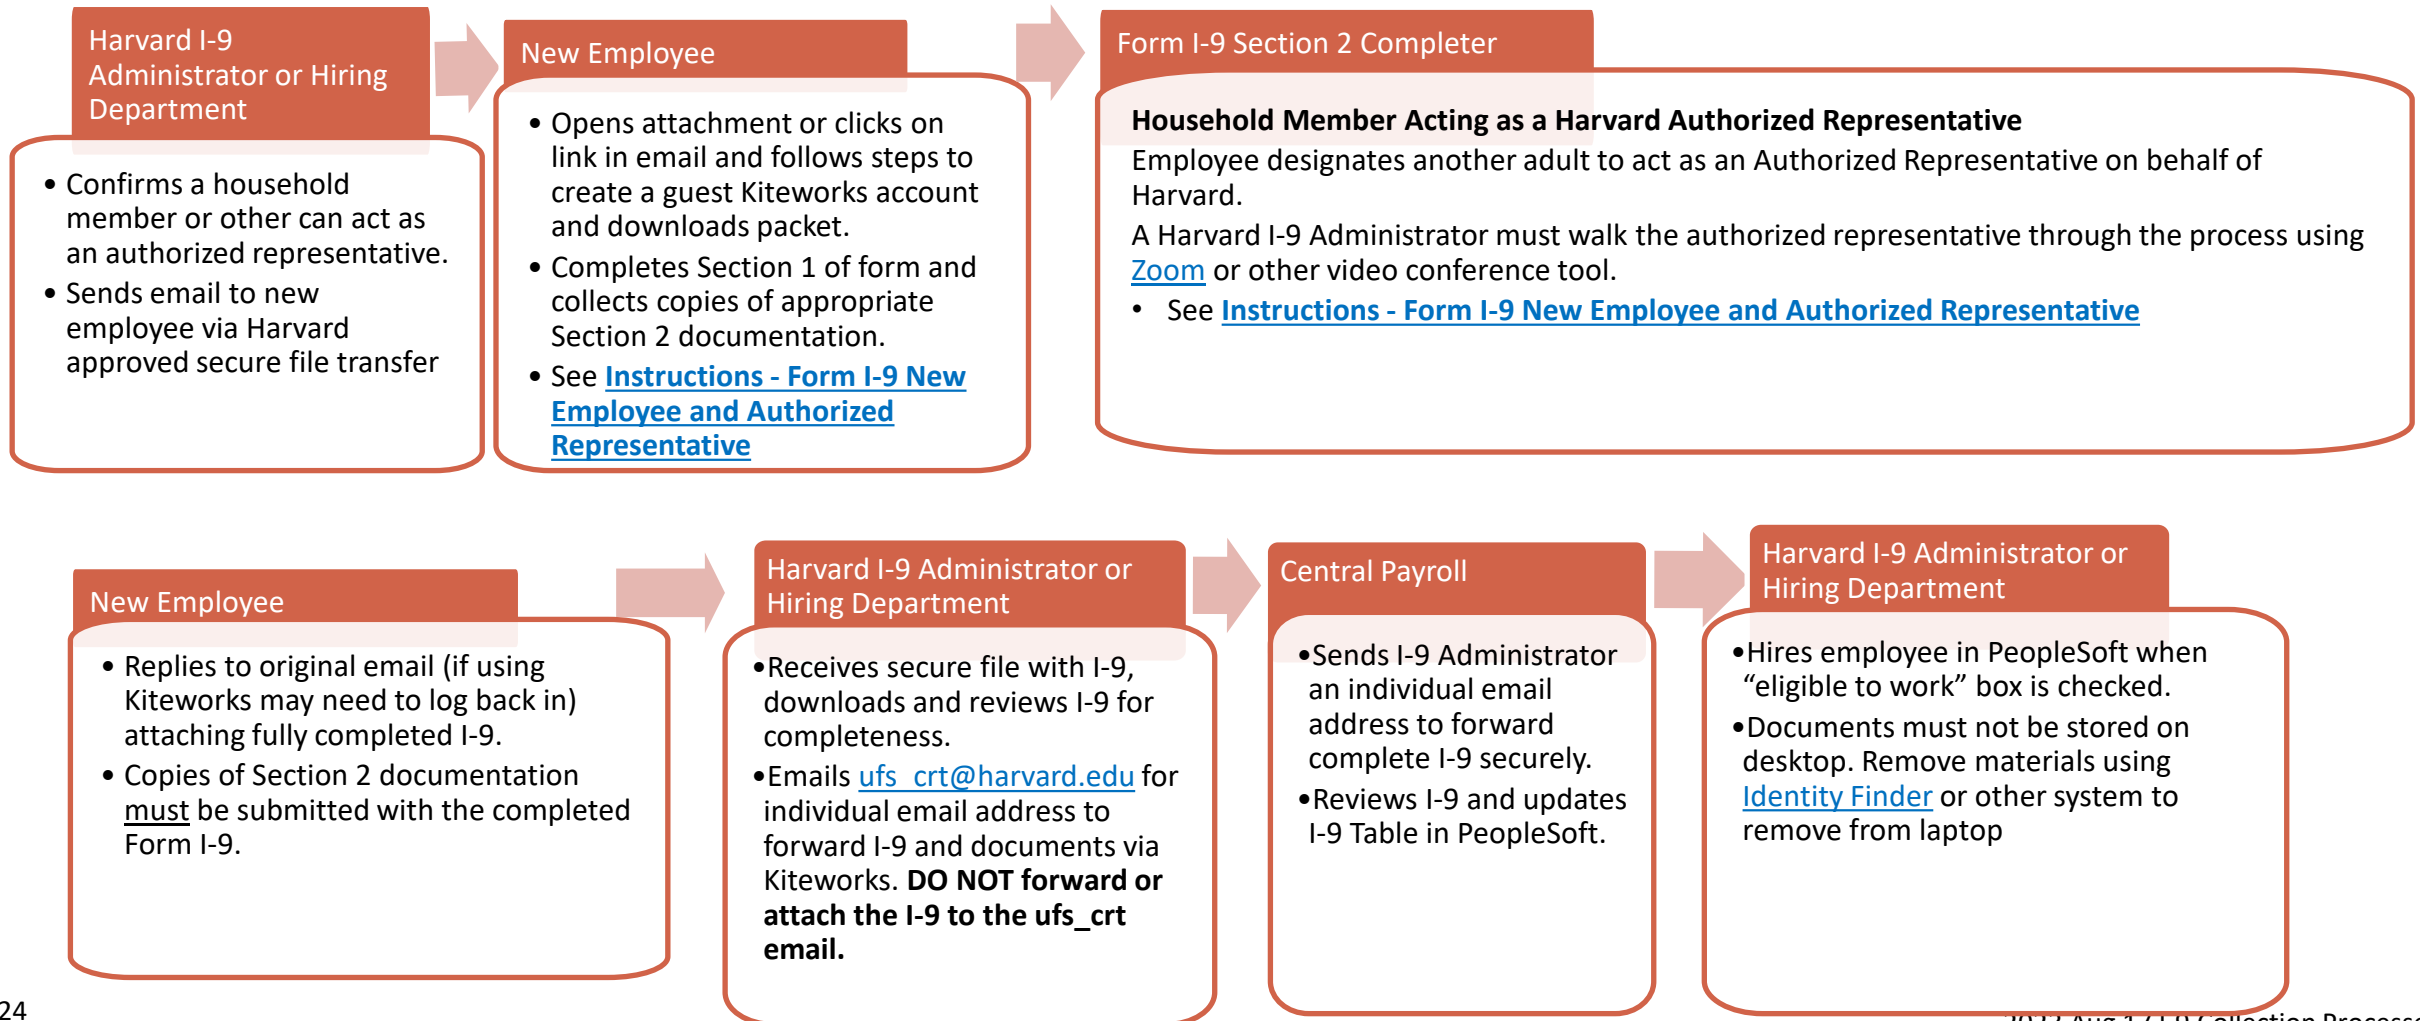 Harvard I-9
Administrator or Hiring
Department
• Confirms a household
member or other can act as
an authorized representative.
• Sends email to new
employee via Harvard
approved secure file transfer
New Employee
• Opens attachment or clicks on
link in email and follows steps to
create a guest Kiteworks account
and downloads packet.
• Completes Section 1 of form and
collects copies of appropriate
Section 2 documentation.
• See Instructions - Form I-9 New
Employee and Authorized
Representative
Form I-9 Section 2 Completer
Household Member Acting as a Harvard Authorized Representative
Employee designates another adult to act as an Authorized Representative on behalf of
Harvard.
A Harvard I-9 Administrator must walk the authorized representative through the process using
Zoom or other video conference tool.
• See Instructions - Form I-9 New Employee and Authorized Representative
New Employee
• Replies to original email (if using
Kiteworks may need to log back in)
attaching fully completed I-9.
• Copies of Section 2 documentation
must be submitted with the completed
Form I-9.
Harvard I-9 Administrator or
Hiring Department
•Receives secure file with I-9,
downloads and reviews I-9 for
completeness.
•Emails ufs_crt@harvard.edu for
individual email address to
forward I-9 and documents via
Kiteworks. DO NOT forward or
attach the I-9 to the ufs_crt
email.
Central Payroll
•Sends I-9 Administrator
an individual email
address to forward
complete I-9 securely.
•Reviews I-9 and updates
I-9 Table in PeopleSoft.
Harvard I-9 Administrator or
Hiring Department
•Hires employee in PeopleSoft when
“eligible to work” box is checked.
•Documents must not be stored on
desktop. Remove materials using
Identity Finder or other system to
remove from laptop
24
Aug 17 I-9 Collection